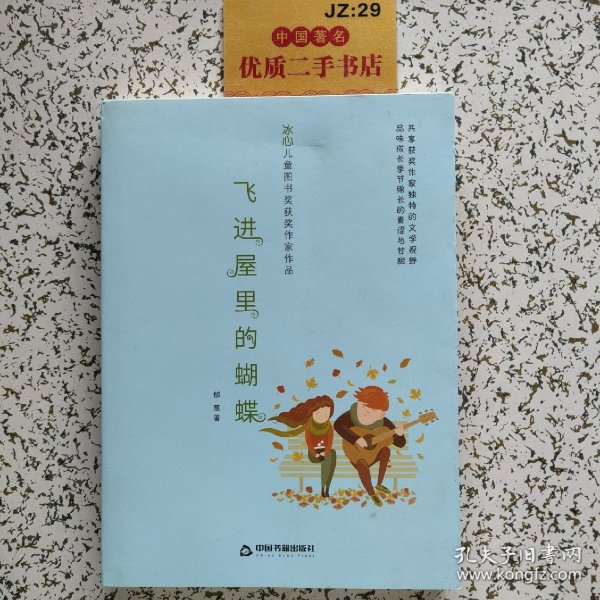 JZ:29
中国著名
优质二手书店
共享获奖作家独特的文学视野
品味成长季节绵长的青涩与甘甜
冰心儿童图书奖获奖作家作品
飞进屋里的蝴蝶
郁葱 著
中国书籍出版社
China Book Press
孔夫子旧书网
www.kongfz.com